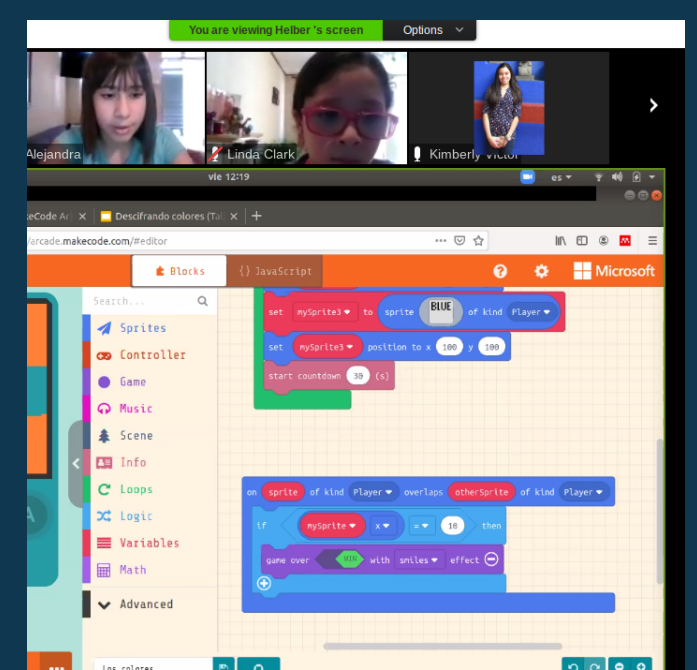 You are viewing Helber 's screen Options
Alejandra
Linda Clark
Kimberly Victor
vie 12:19
es
Descifrando colores (Tal
/arcade.makecode.com/#editor
Blocks
{} JavaScript
Microsoft
Search...
Sprites
Controller
Game
Music
Scene
Info
Loops
Logic
Variables
Math
Advanced
set mySprite3 to sprite BLUE of kind Player
set mySprite3 position to x 100 y 100
start countdown 30 (s)
on sprite of kind Player overlaps otherSprite of kind Player
if mySprite x = 10 then
game over WIN with smiles effect
Los colores